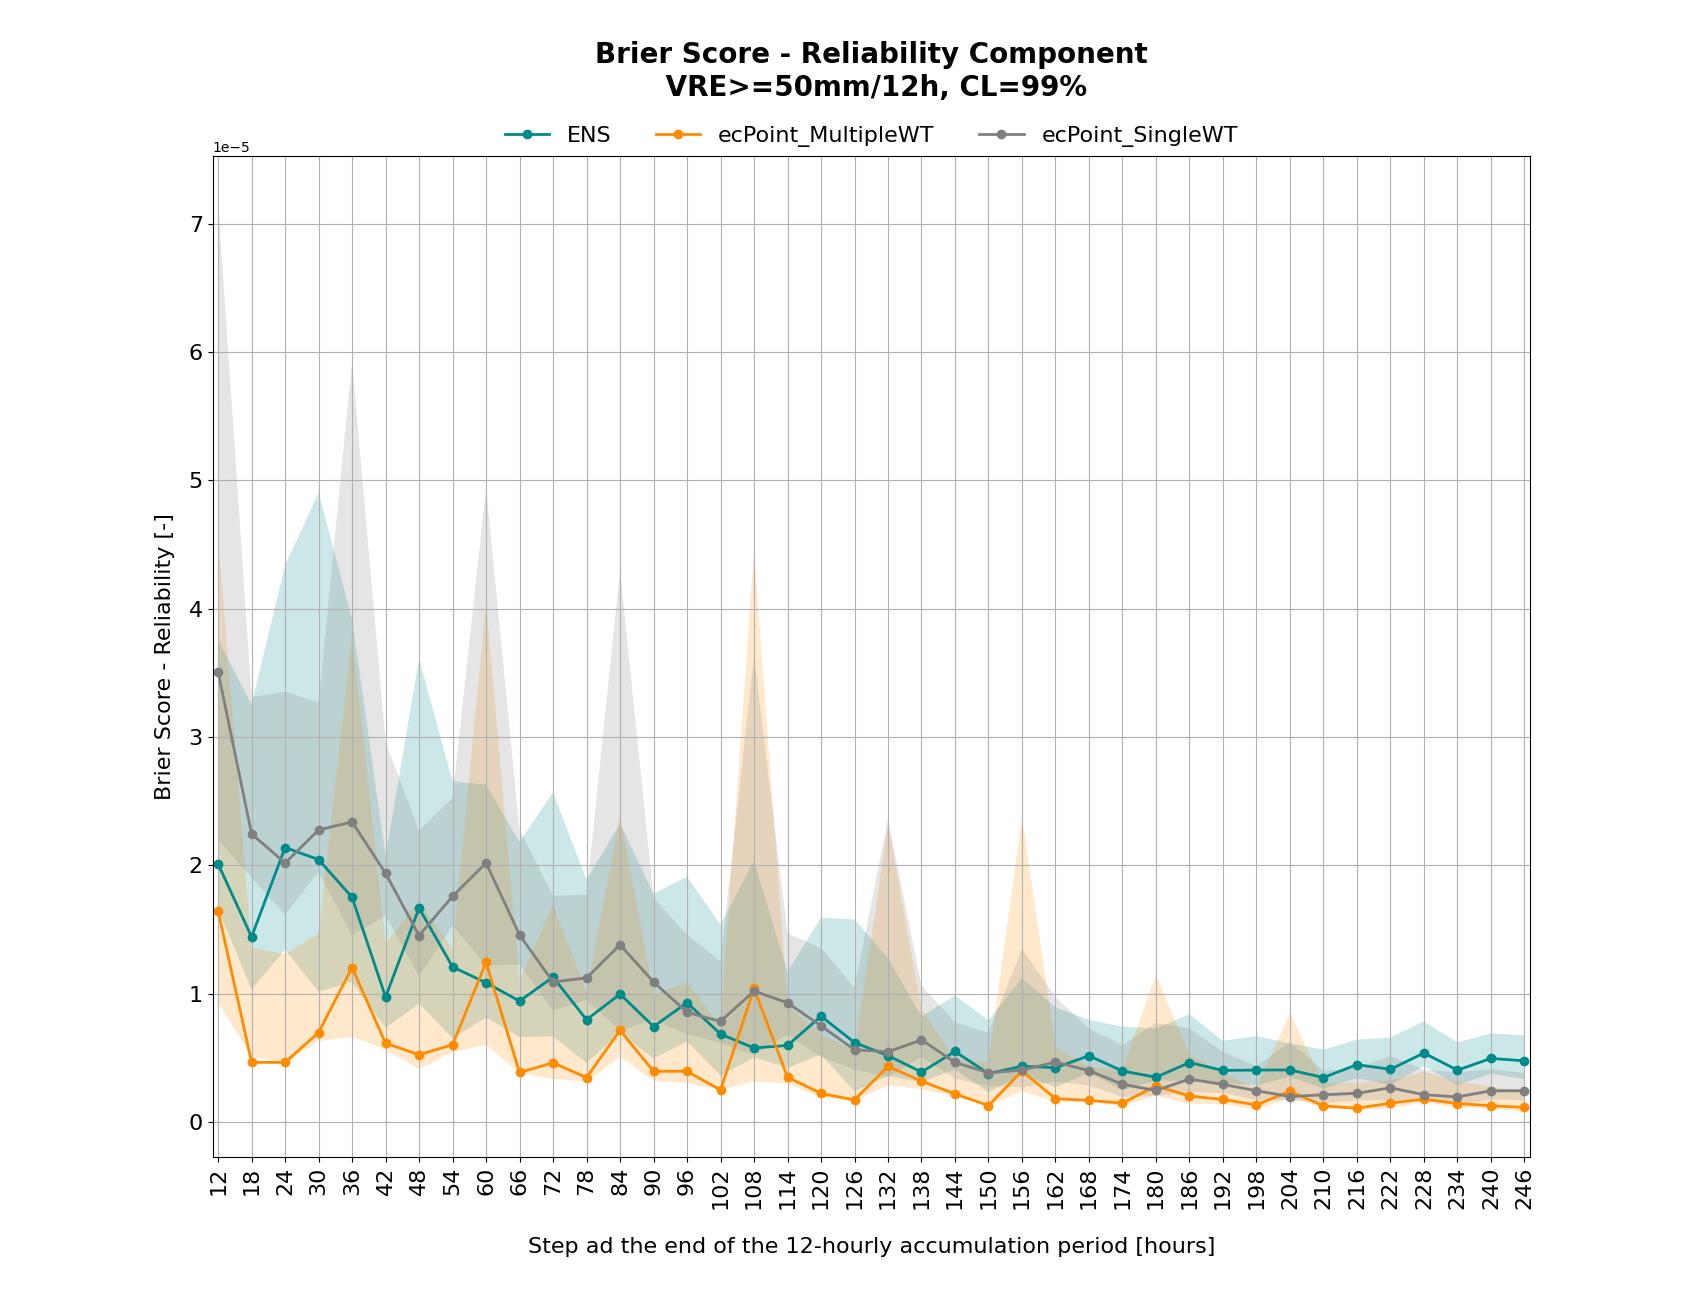 Brier Score - Reliability Component
VRE>=50mm/12h, CL=99%
ENS ecPoint_MultipleWT ecPoint_SingleWT
1e−5
7
6
5
4
3
2
1
0
Brier Score - Reliability [-]
12 18 24 30 36 42 48 54 60 66 72 78 84 90 96 102 108 114 120 126 132 138 144 150 156 162 168 174 180 186 192 198 204 210 216 222 228 234 240 246
Step ad the end of the 12-hourly accumulation period [hours]